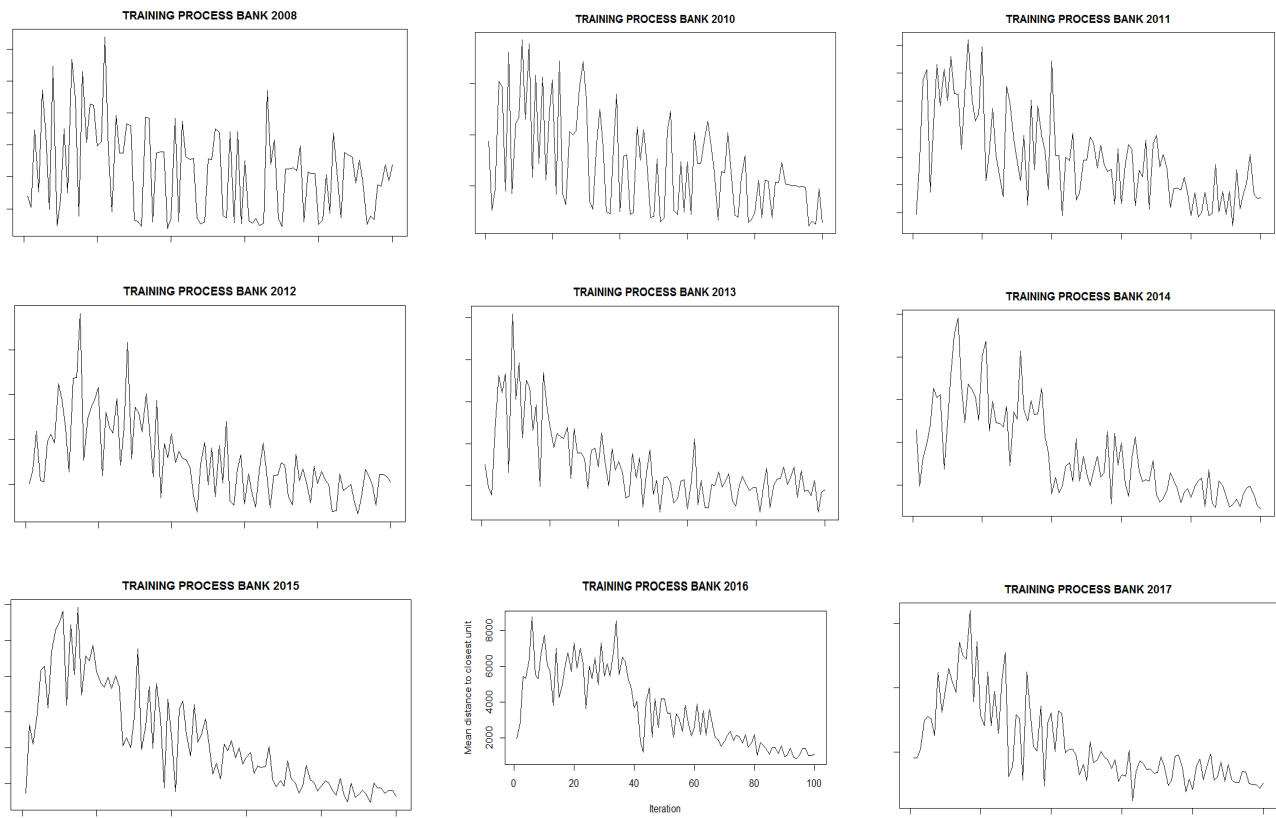 TRAINING PROCESS BANK 2008
TRAINING PROCESS BANK 2010
TRAINING PROCESS BANK 2011
TRAINING PROCESS BANK 2012
TRAINING PROCESS BANK 2013
TRAINING PROCESS BANK 2014
TRAINING PROCESS BANK 2015
TRAINING PROCESS BANK 2016
Mean distance to closest unit
8000
6000
4000
2000
0 20 40 60 80 100
Iteration
TRAINING PROCESS BANK 2017